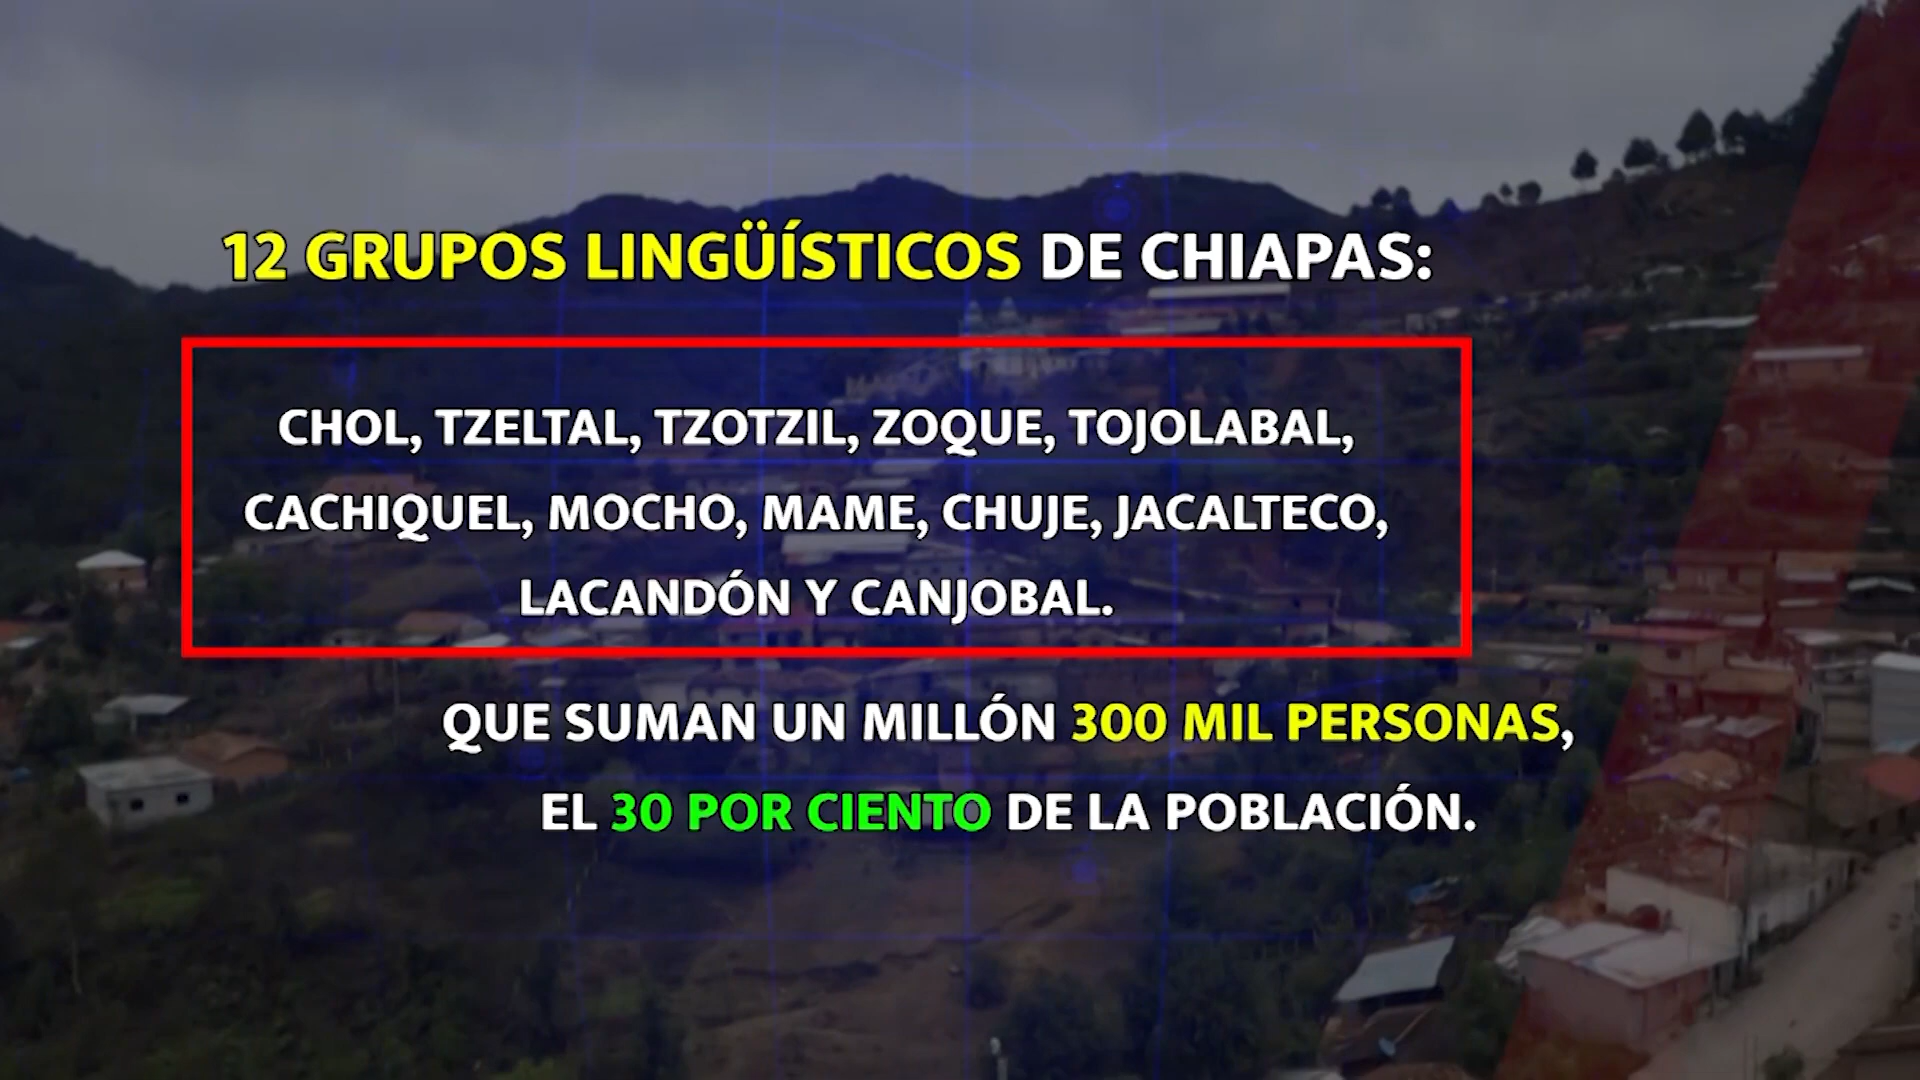 12 GRUPOS LINGÜÍSTICOS DE CHIAPAS:
CHOL, TZELTAL, TZOTZIL, ZOQUE, TOJOLABAL,
CACHIQUEL, MOCHO, MAME, CHUJE, JACALTECO,
LACANDÓN Y CANJOBAL.
QUE SUMAN UN MILLÓN 300 MIL PERSONAS,
EL 30 POR CIENTO DE LA POBLACIÓN.